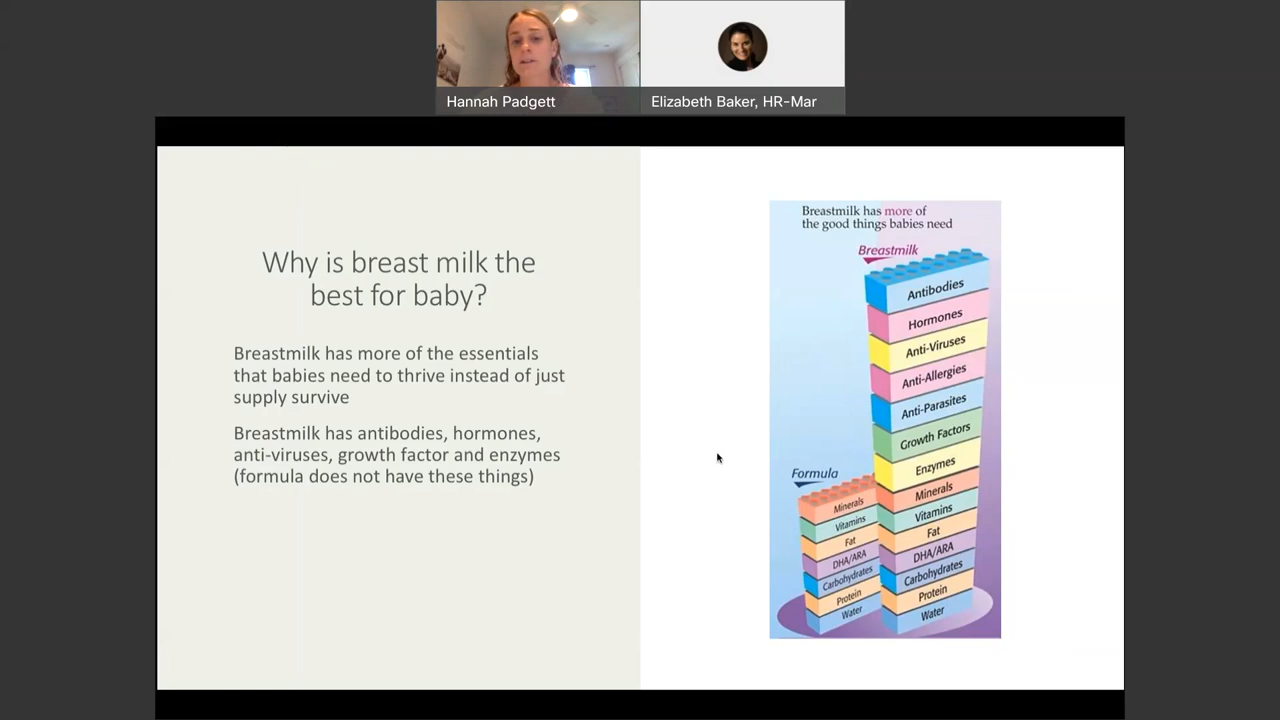 Hannah Padgett
Elizabeth Baker, HR-Mar
Why is breast milk the
best for baby?
Breastmilk has more of the essentials
that babies need to thrive instead of just
supply survive
Breastmilk has antibodies, hormones,
anti-viruses, growth factor and enzymes
(formula does not have these things)
Breastmilk has more of
the good things babies need
Breastmilk
Antibodies
Hormones
Anti-Viruses
Anti-Allergies
Anti-Parasites
Growth Factors
Enzymes
Minerals
Vitamins
Fat
DHA/ARA
Carbohydrates
Protein
Water
Formula
Minerals
Vitamins
Fat
DHA/ARA
Carbohydrates
Protein
Water